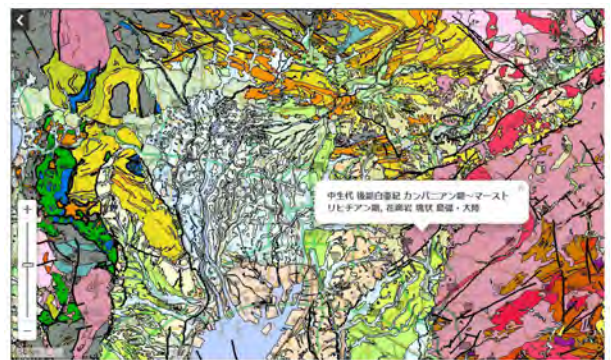 中生代 後期白亜紀 カンパニアン期～マースト
リヒチアン期, 花崗岩 塊状 島弧・大陸